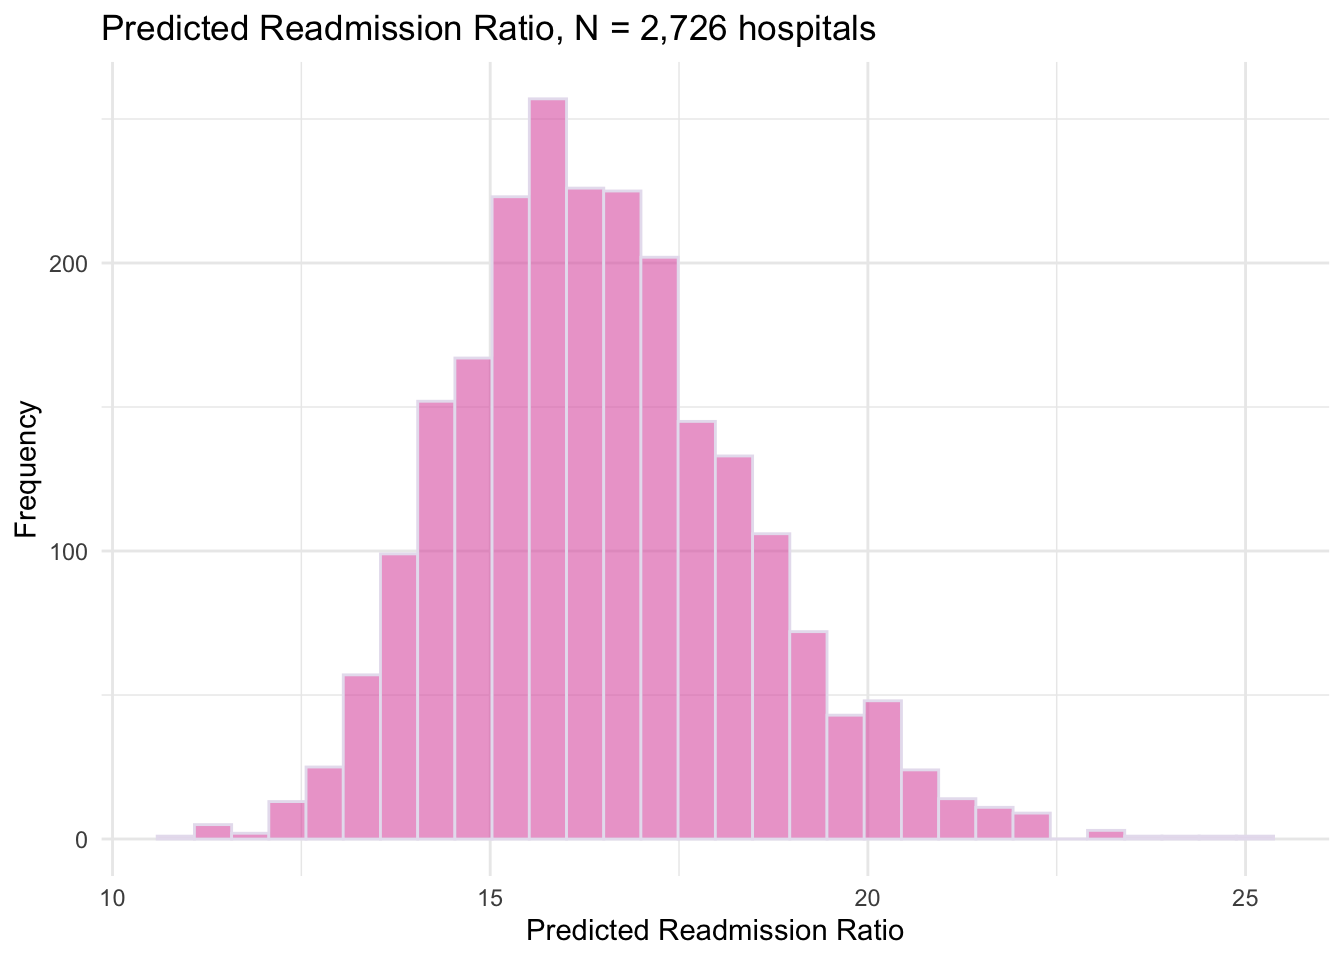 Predicted Readmission Ratio, N = 2,726 hospitals
Frequency
200
100
0
10 15 20 25
Predicted Readmission Ratio